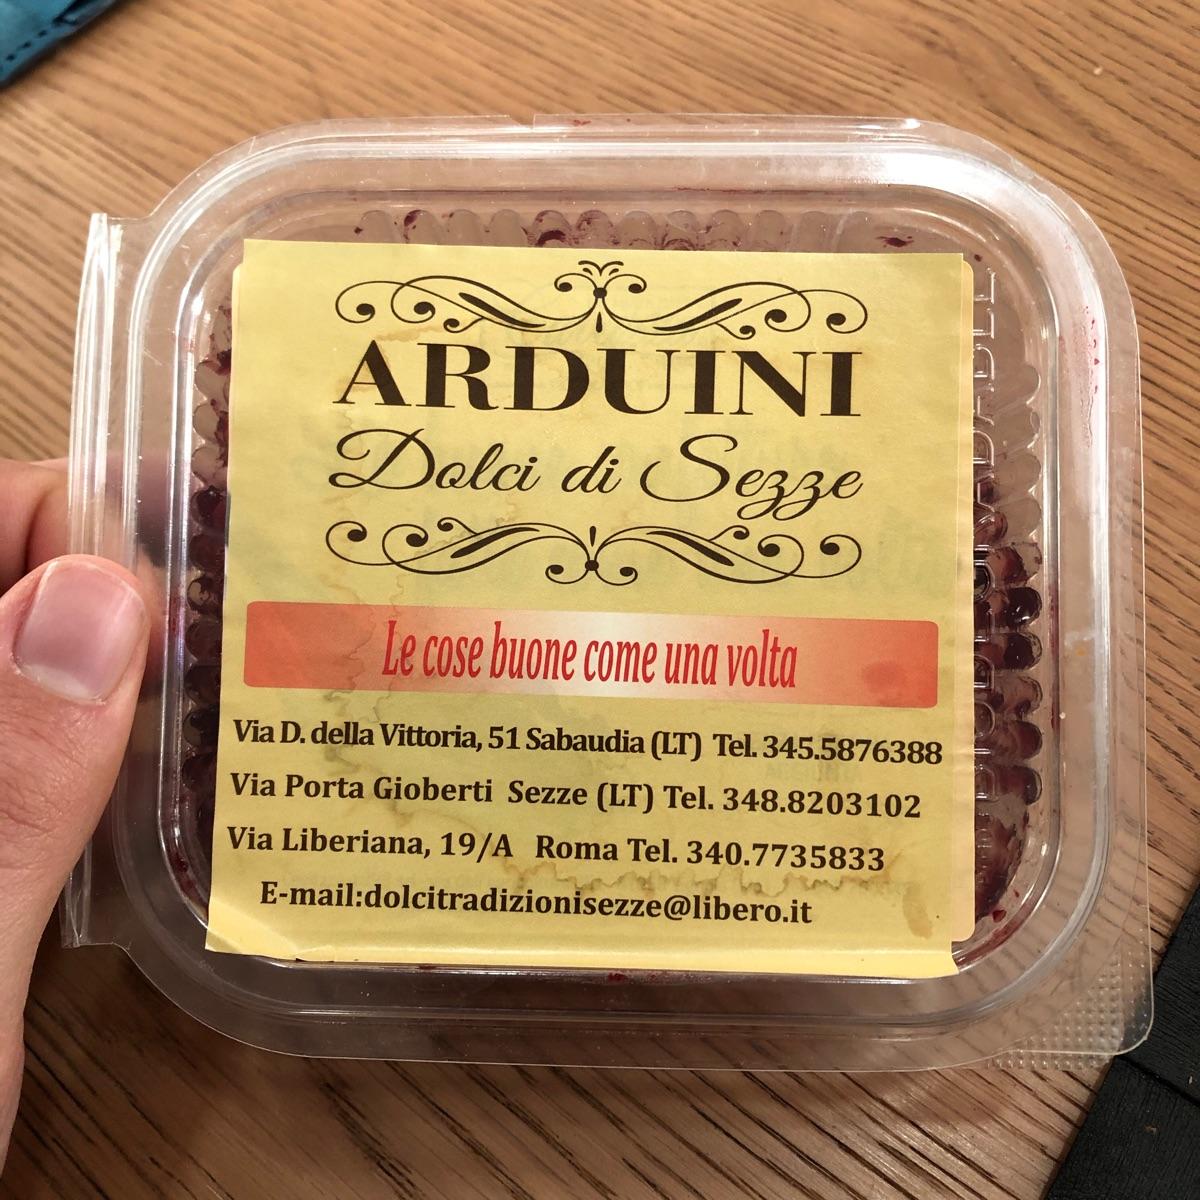 ARDUINI
Dolci di Sezze
Le cose buone come una volta
Via D. della Vittoria, 51 Sabaudia (LT) Tel. 345.5876388
Via Porta Gioberti Sezze (LT) Tel. 348.8203102
Via Liberiana, 19/A Roma Tel. 340.7735833
E-mail:dolcitradizionisezze@libero.it